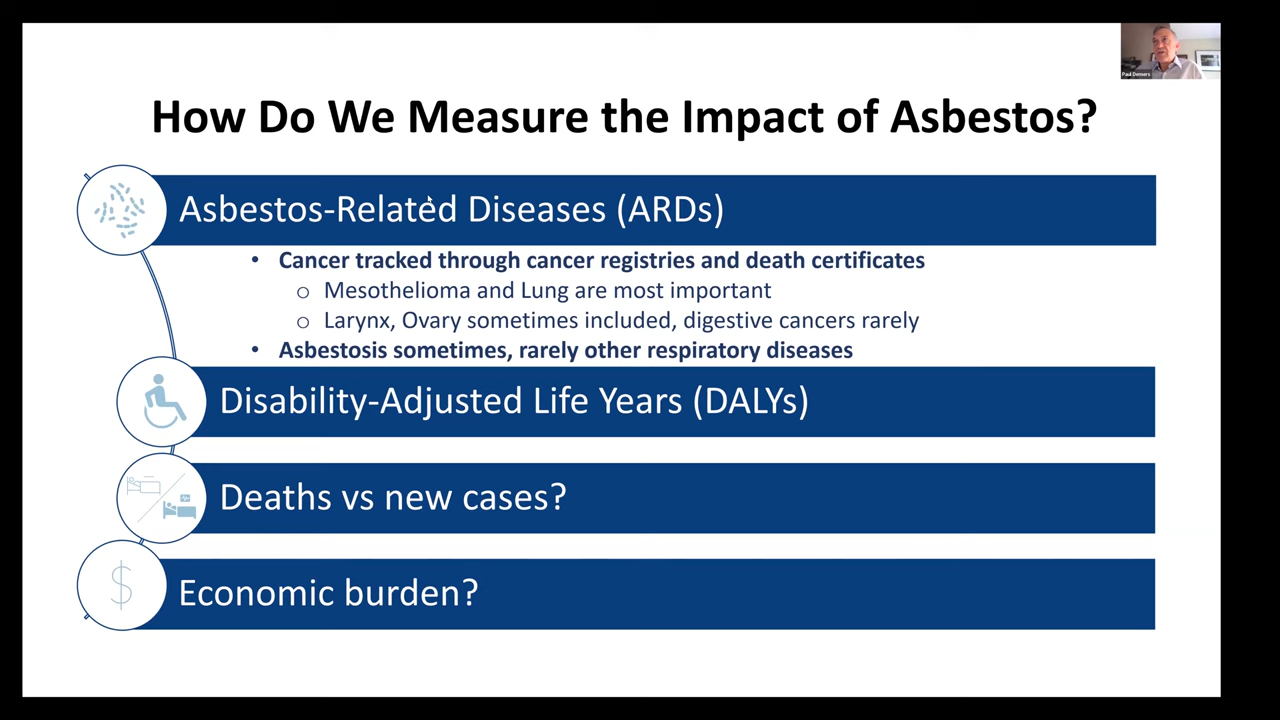 Paul Demers
How Do We Measure the Impact of Asbestos?
Asbestos-Related Diseases (ARDs)
• Cancer tracked through cancer registries and death certificates
o Mesothelioma and Lung are most important
o Larynx, Ovary sometimes included, digestive cancers rarely
• Asbestosis sometimes, rarely other respiratory diseases
Disability-Adjusted Life Years (DALYs)
Deaths vs new cases?
$
Economic burden?